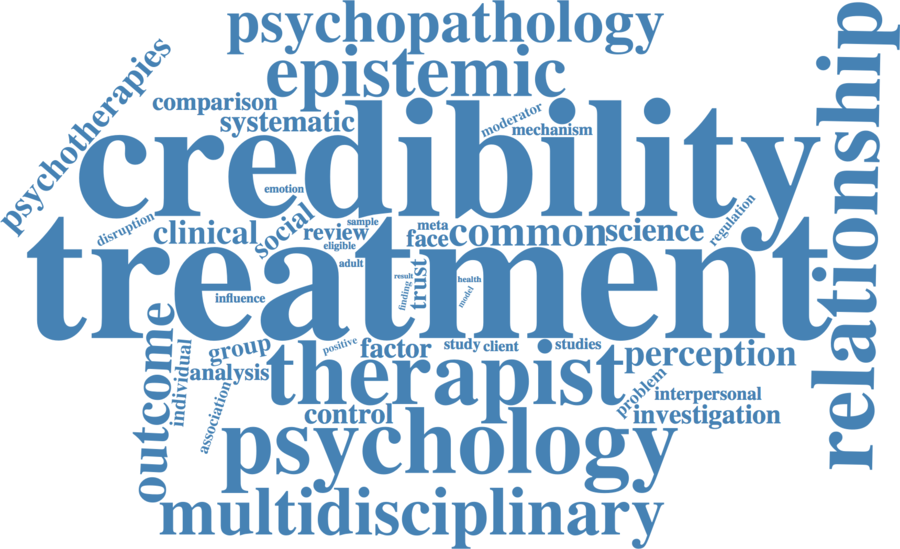 psychopathology
epistemic
psychotherapies
comparison
systematic
moderator
mechanism
credibility
relationship
emotion
disruption
clinical
social
sample
review
eligible
adult
meta
face
common
science
regulation
treatment
influence
result
finding
trust
health
model
outcome
individual
group
analysis
association
positive
factor
study
client
studies
perception
therapist
control
problem
interpersonal
investigation
psychology
multidisciplinary